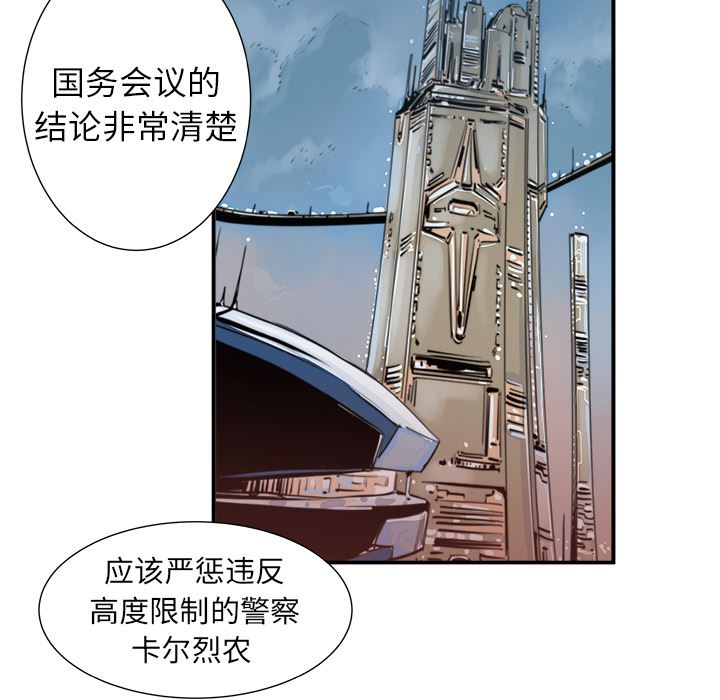 国务会议的
结论非常清楚
应该严惩违反
高度限制的警察
卡尔烈农